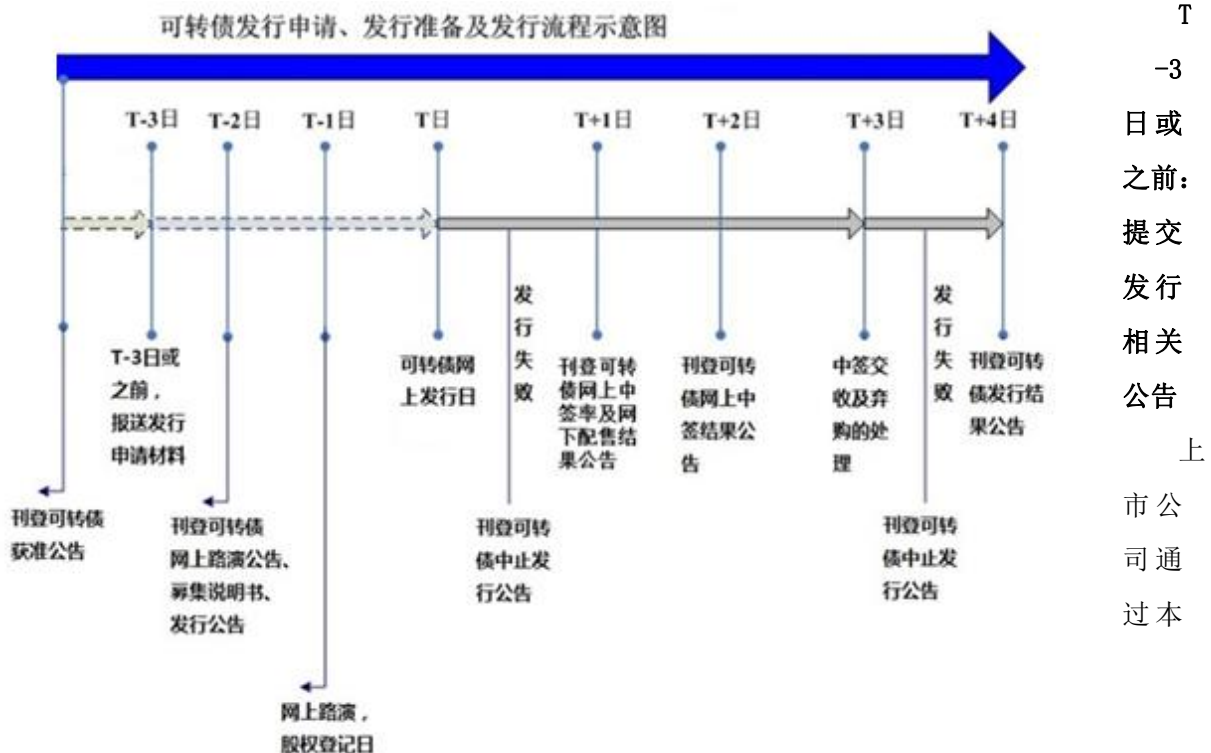 可转债发行申请、发行准备及发行流程示意图
T-3日
T-2日
T-1日
T日
T+1日
T+2日
T+3日
T+4日
T-3日或
之前，
报送发行
申请材料
可转债网
上发行日
发
行
失
败
刊登可转
债网上中
签率及网
下配售结
果公告
刊登可转
债网上中
签结果公
告
中签交
收及弃
购的处
理
发
行
失
败
刊登可转
债发行结
果公告
刊登可转债
获准公告
刊登可转债
网上路演公告、
募集说明书、
发行公告
刊登可转
债中止发
行公告
刊登可转
债中止发
行公告
网上路演，
股权登记日
T
-3
日或
之前：
提交
发行
相关
公告
上
市公
司通
过本